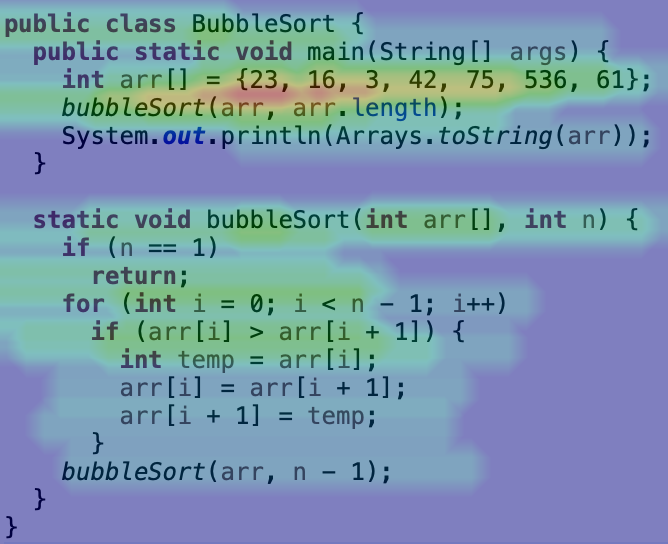 public class BubbleSort {
  public static void main(String[] args) {
    int arr[] = {23, 16, 3, 42, 75, 536, 61};
    bubbleSort(arr, arr.length);
    System.out.println(Arrays.toString(arr));
  }

  static void bubbleSort(int arr[], int n) {
    if (n == 1)
      return;
    for (int i = 0; i < n - 1; i++)
      if (arr[i] > arr[i + 1]) {
        int temp = arr[i];
        arr[i] = arr[i + 1];
        arr[i + 1] = temp;
      }
    bubbleSort(arr, n - 1);
  }
}